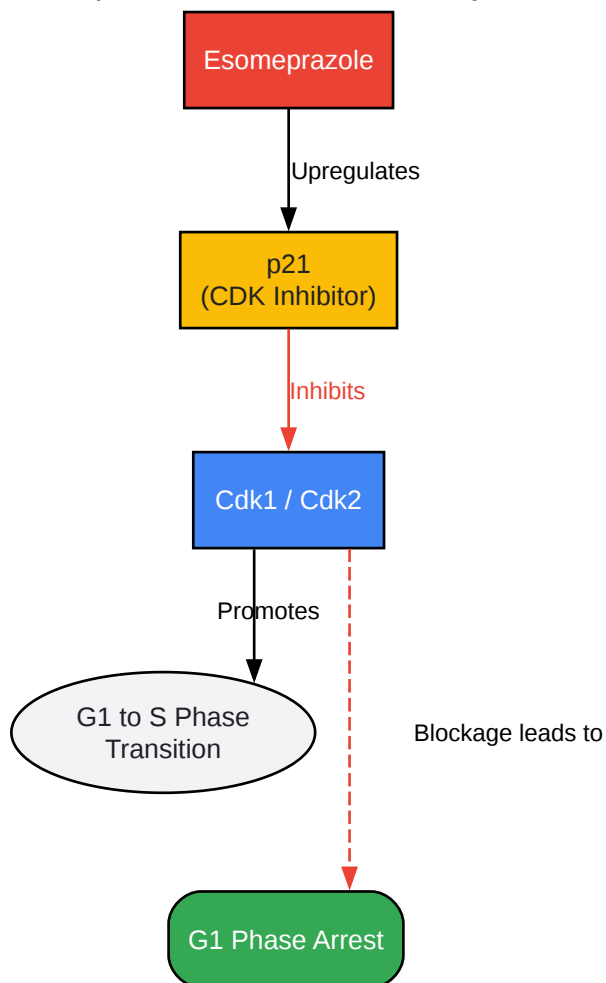 Esomeprazole
Upregulates
p21
(CDK Inhibitor)
Inhibits
Cdk1 / Cdk2
Promotes
G1 to S Phase
Transition
Blockage leads to
G1 Phase Arrest